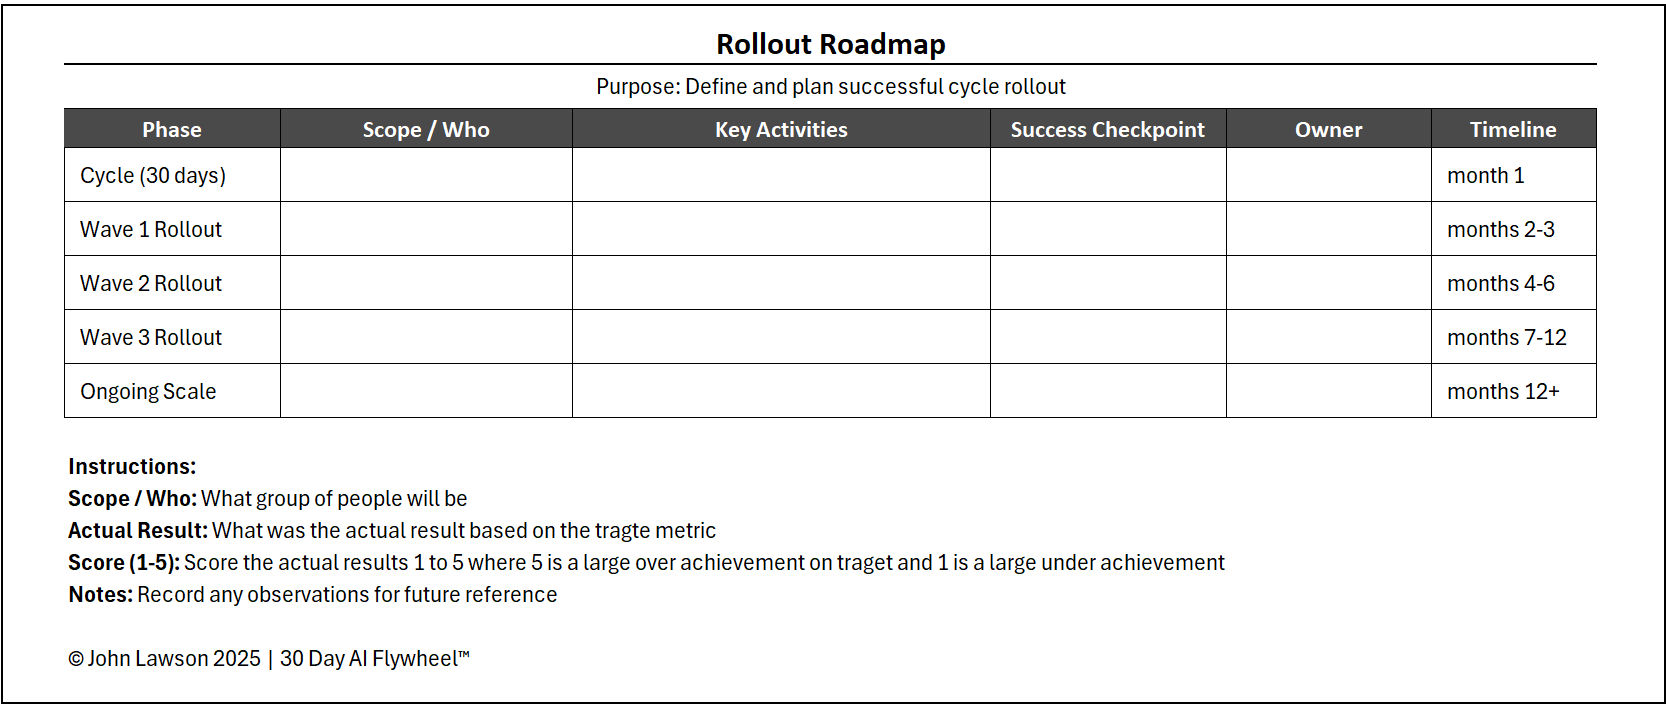 Rollout Roadmap
Purpose: Define and plan successful cycle rollout
Phase Scope / Who Key Activities Success Checkpoint Owner Timeline
Cycle (30 days) month 1
Wave 1 Rollout months 2-3
Wave 2 Rollout months 4-6
Wave 3 Rollout months 7-12
Ongoing Scale months 12+
Instructions:
Scope / Who: What group of people will be
Actual Result: What was the actual result based on the tragte metric
Score (1-5): Score the actual results 1 to 5 where 5 is a large over achievement on traget and 1 is a large under achievement
Notes: Record any observations for future reference
© John Lawson 2025 | 30 Day AI Flywheel™